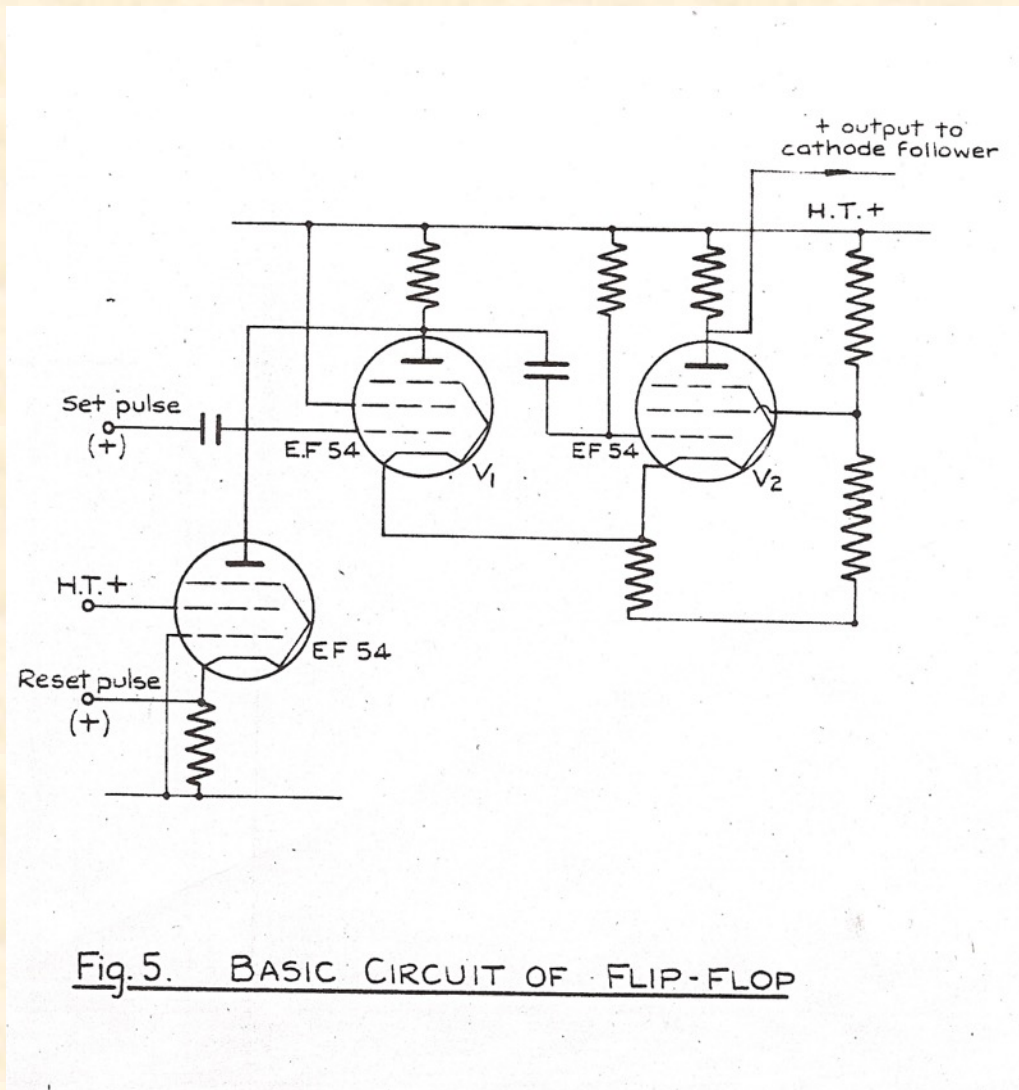 + output to
cathode follower
H.T. +
Set pulse
(+)
E.F 54
V1
EF 54
V2
H.T. +
EF 54
Reset pulse
(+)
Fig. 5. BASIC CIRCUIT OF FLIP-FLOP